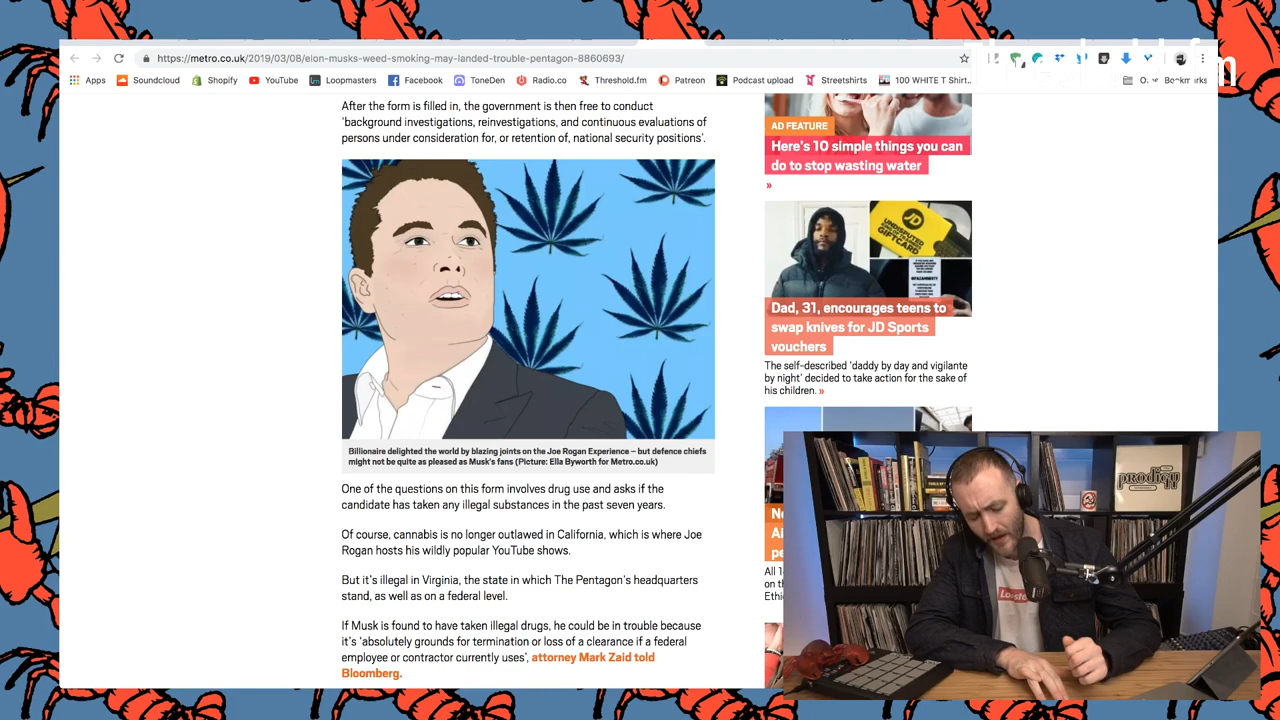 https://metro.co.uk/2019/03/08/elon-musks-weed-smoking-may-landed-trouble-pentagon-8860693/
Apps Soundcloud Shopify YouTube Loopmasters Facebook ToneDen Radio.co Threshold.fm Patreon Podcast upload Streetshirts 100 WHITE T Shirt..
After the form is filled in, the government is then free to conduct
‘background investigations, reinvestigations, and continuous evaluations of
persons under consideration for, or retention of, national security positions’.
Billionaire delighted the world by blazing joints on the Joe Rogan Experience – but defence chiefs
might not be quite as pleased as Musk's fans (Picture: Ella Byworth for Metro.co.uk)
One of the questions on this form involves drug use and asks if the
candidate has taken any illegal substances in the past seven years.
Of course, cannabis is no longer outlawed in California, which is where Joe
Rogan hosts his wildly popular YouTube shows.
But it’s illegal in Virginia, the state in which The Pentagon’s headquarters
stand, as well as on a federal level.
If Musk is found to have taken illegal drugs, he could be in trouble because
it’s ‘absolutely grounds for termination or loss of a clearance if a federal
employee or contractor currently uses’, attorney Mark Zaid told
Bloomberg.
AD FEATURE
Here's 10 simple things you can
do to stop wasting water
»
UNDISPUTED
GIFTCARD
JD
Dad, 31, encourages teens to
swap knives for JD Sports
vouchers
The self-described ‘daddy by day and vigilante
by night’ decided to take action for the sake of
his children. »
prodigy